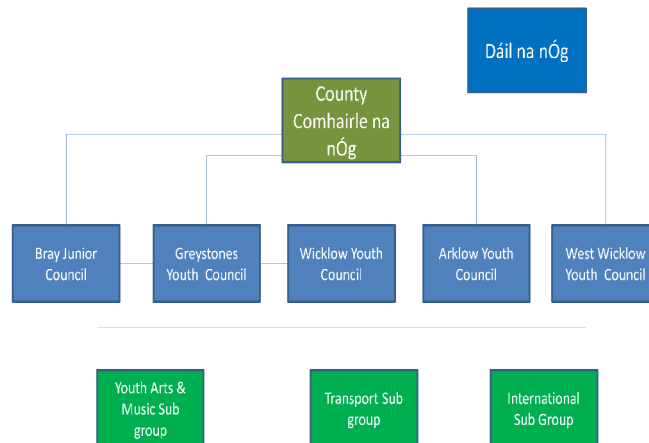 Dáil na nÓg
County
Comhairle na
nÓg
Bray Junior
Council
Greystones
Youth Council
Wicklow Youth
Council
Arklow Youth
Council
West Wicklow
Youth Council
Youth Arts &
Music Sub
group
Transport Sub
group
International
Sub Group